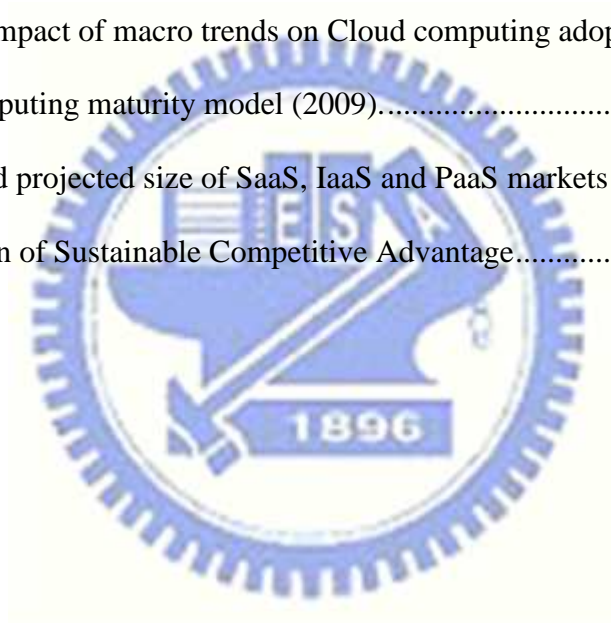 mpact of macro trends on Cloud computing adop
puting maturity model (2009)..............................
d projected size of SaaS, IaaS and PaaS markets
n of Sustainable Competitive Advantage............
E S A
1896